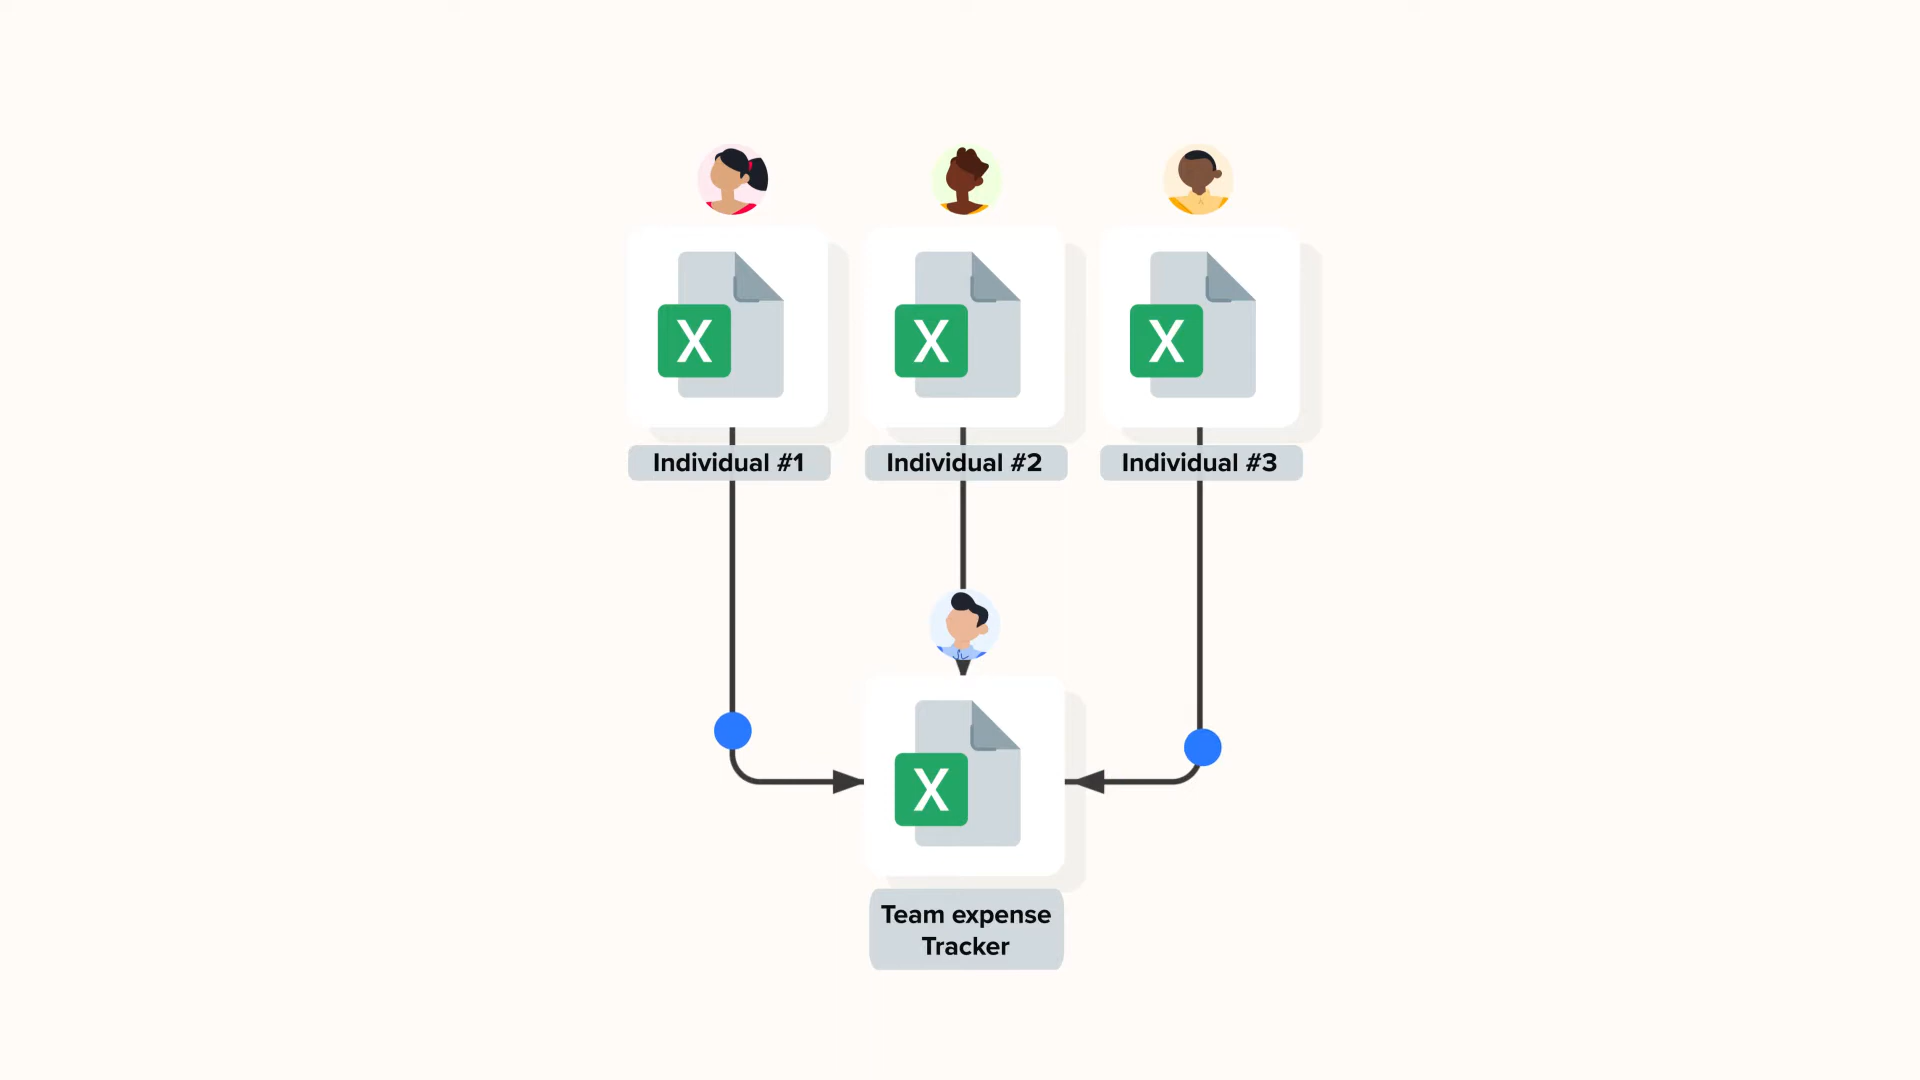 X
X
X
Individual #1
Individual #2
Individual #3
X
Team expense
Tracker